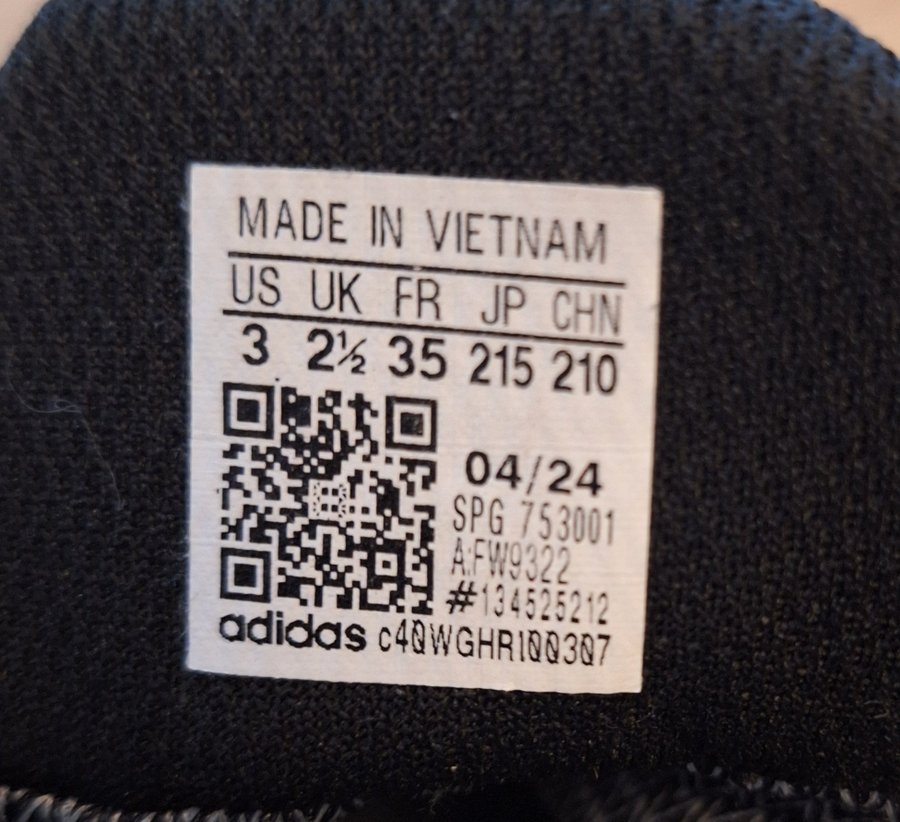 MADE IN VIETNAM
US UK FR JP CHN
3 2½ 35 215 210
04/24
SPG 753001
A:FW9322
#134525212
adidas c40WGHR100307